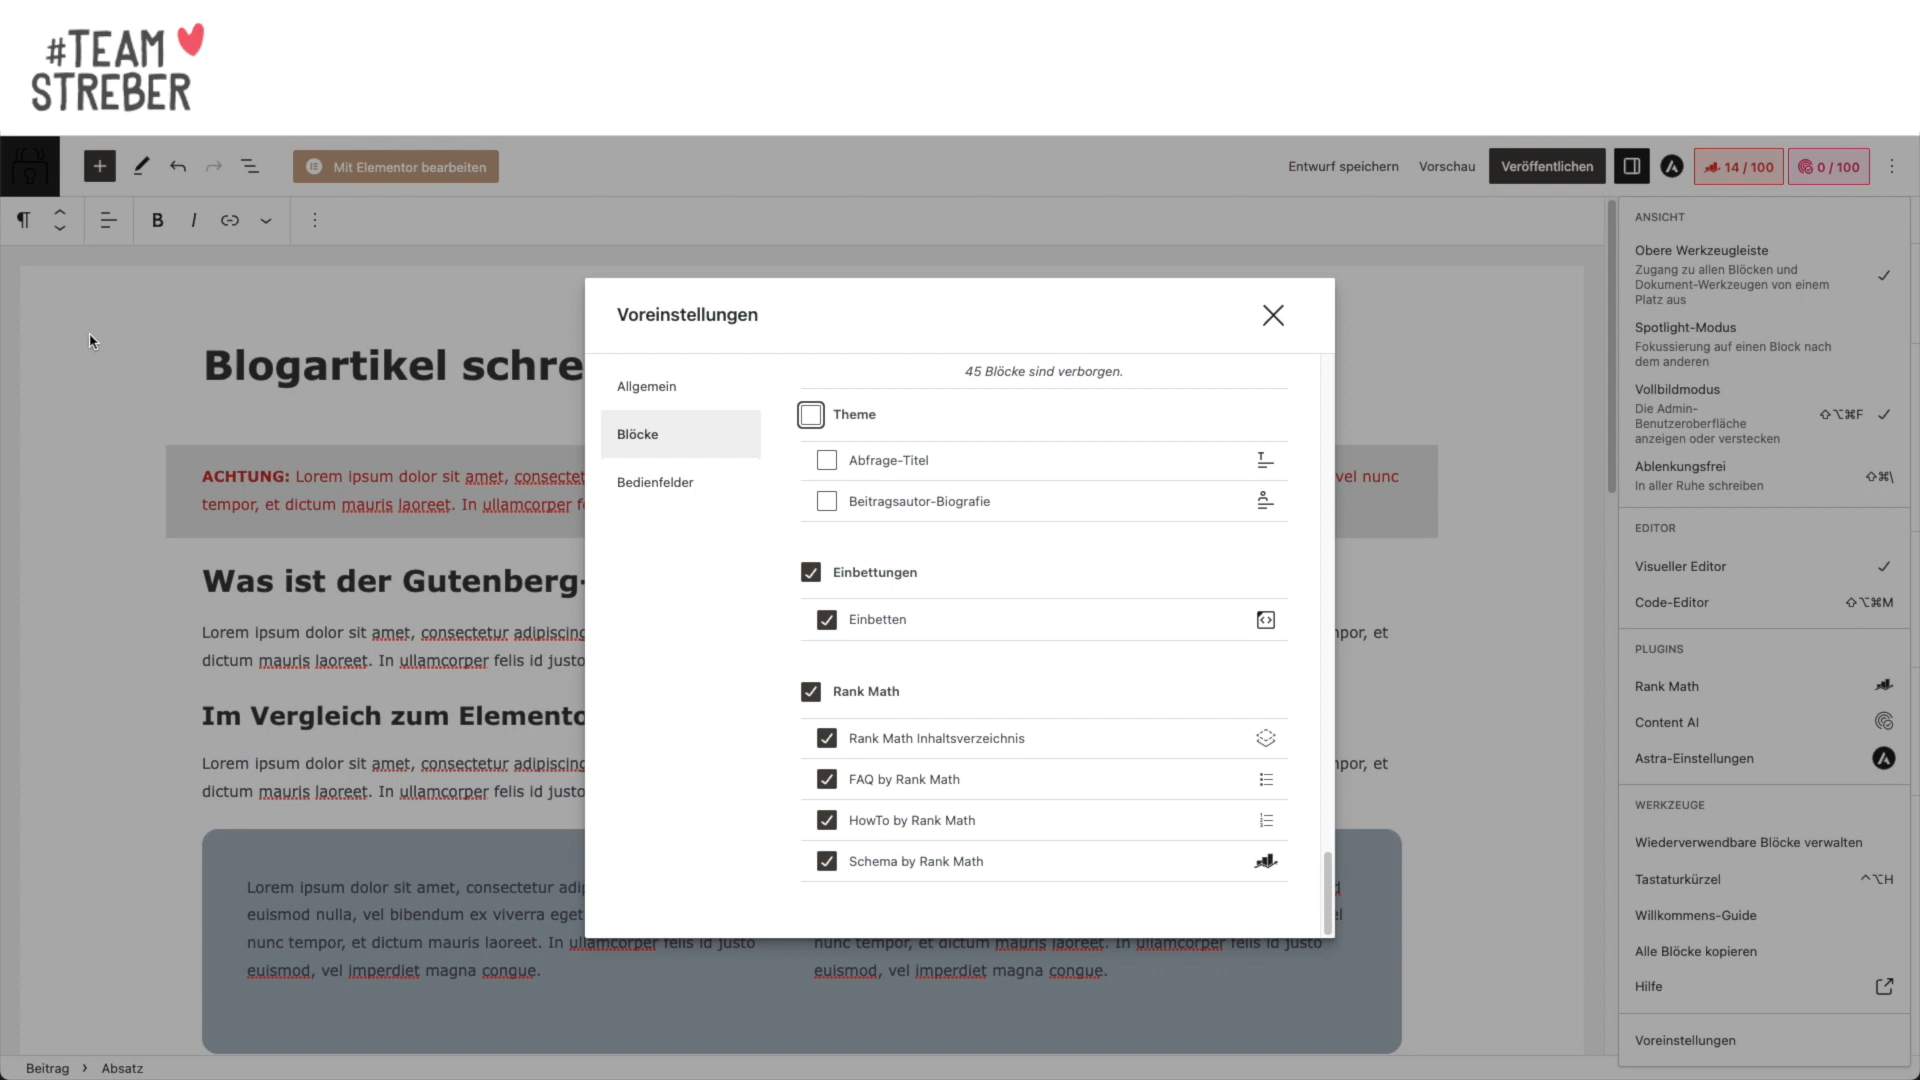 #TEAM
STREBER
Mit Elementor bearbeiten
Entwurf speichern
Vorschau
Veröffentlichen
14 / 100
0 / 100
B
I
Blogartikel schre
ACHTUNG: Lorem ipsum dolor sit amet, consectet
vel nunc
tempor, et dictum mauris laoreet. In ullamcorper f
Was ist der Gutenberg-
Lorem ipsum dolor sit amet, consectetur adipiscing
npor, et
dictum mauris laoreet. In ullamcorper felis id justo
Im Vergleich zum Elemento
Lorem ipsum dolor sit amet, consectetur adipiscing
npor, et
dictum mauris laoreet. In ullamcorper felis id justo
Lorem ipsum dolor sit amet, consectetur adip
euismod nulla, vel bibendum ex viverra eget
nunc tempor, et dictum mauris laoreet. In ullamcorper felis id justo
euismod, vel imperdiet magna congue.
nunc tempor, et dictum mauris laoreet. In ullamcorper felis id justo
euismod, vel imperdiet magna congue.
Voreinstellungen
Allgemein
Blöcke
Bedienfelder
45 Blöcke sind verborgen.
Theme
Abfrage-Titel
Beitragsautor-Biografie
Einbettungen
Einbetten
Rank Math
Rank Math Inhaltsverzeichnis
FAQ by Rank Math
HowTo by Rank Math
Schema by Rank Math
ANSICHT
Obere Werkzeugleiste
Zugang zu allen Blöcken und
Dokument-Werkzeugen von einem
Platz aus
Spotlight-Modus
Fokussierung auf einen Block nach
dem anderen
Vollbildmodus
Die Admin-
Benutzeroberfläche
anzeigen oder verstecken
⇧⌥⌘F
Ablenkungsfrei
In aller Ruhe schreiben
⇧⌘\
EDITOR
Visueller Editor
Code-Editor
⇧⌥⌘M
PLUGINS
Rank Math
Content AI
Astra-Einstellungen
WERKZEUGE
Wiederverwendbare Blöcke verwalten
Tastaturkürzel
^⌥H
Willkommens-Guide
Alle Blöcke kopieren
Hilfe
Voreinstellungen
Beitrag › Absatz